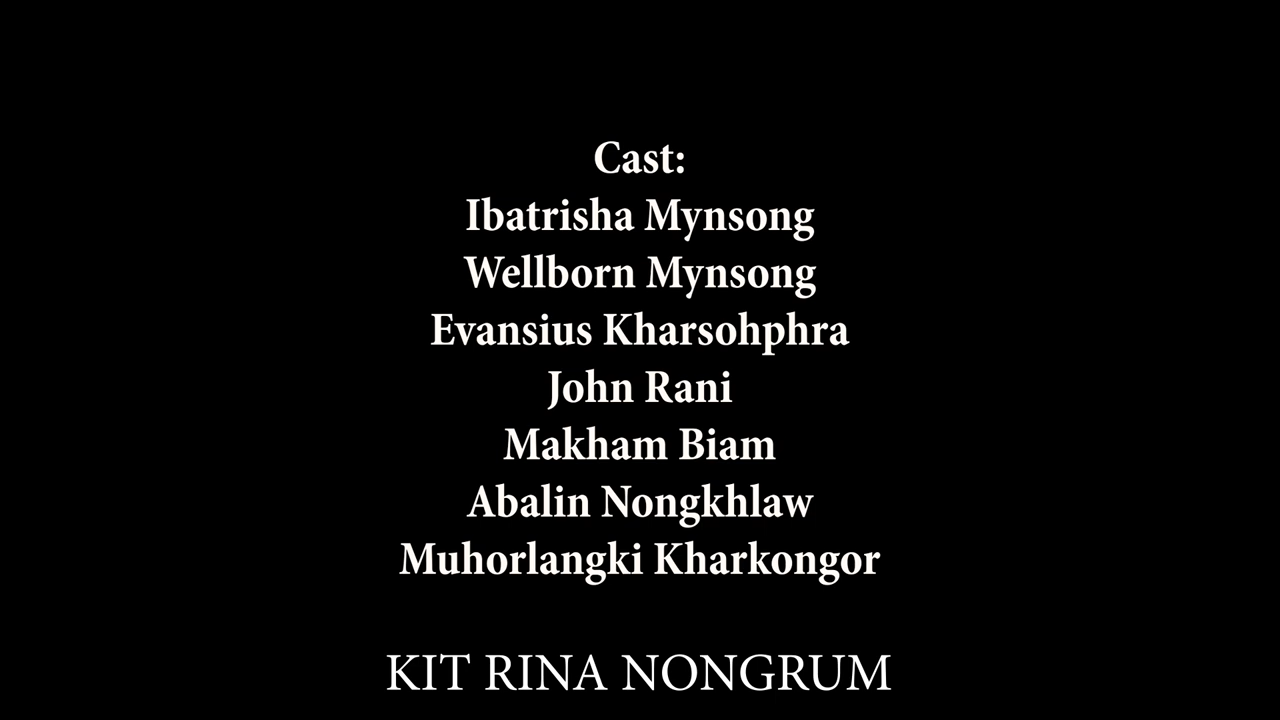 Cast:
Ibatrisha Mynsong
Wellborn Mynsong
Evansius Kharsohphra
John Rani
Makham Biam
Abalin Nongkhlaw
Muhorlangki Kharkongor
KIT RINA NONGRUM